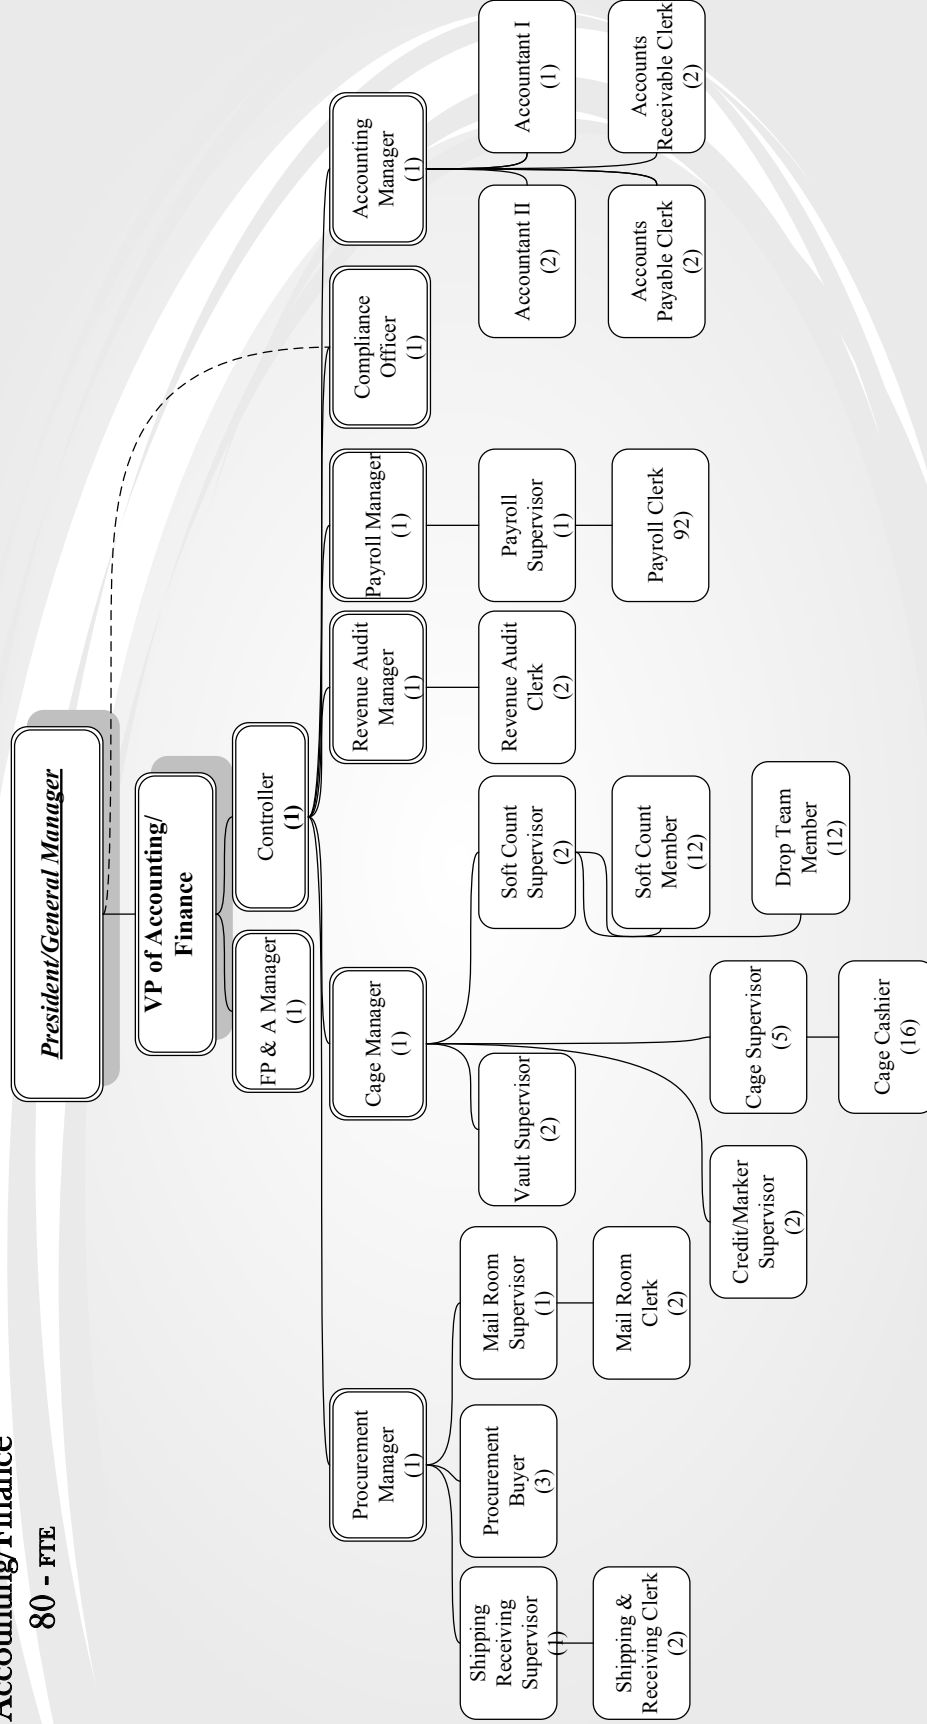 Accounting/Finance
80 - FTE
President/General Manager
VP of Accounting/
Finance
FP & A Manager
(1)
Controller
(1)
Procurement
Manager
(1)
Cage Manager
(1)
Revenue Audit
Manager
(1)
Payroll Manager
(1)
Compliance
Officer
(1)
Accounting
Manager
(1)
Shipping
Receiving
Supervisor
(1)
Procurement
Buyer
(3)
Mail Room
Supervisor
(1)
Vault Supervisor
(2)
Soft Count
Supervisor
(2)
Revenue Audit
Clerk
(2)
Payroll
Supervisor
(1)
Accountant II
(2)
Accountant I
(1)
Shipping &
Receiving Clerk
(2)
Mail Room
Clerk
(2)
Soft Count
Member
(12)
Payroll Clerk
92)
Accounts
Payable Clerk
(2)
Accounts
Receivable Clerk
(2)
Credit/Marker
Supervisor
(2)
Cage Supervisor
(5)
Drop Team
Member
(12)
Cage Cashier
(16)